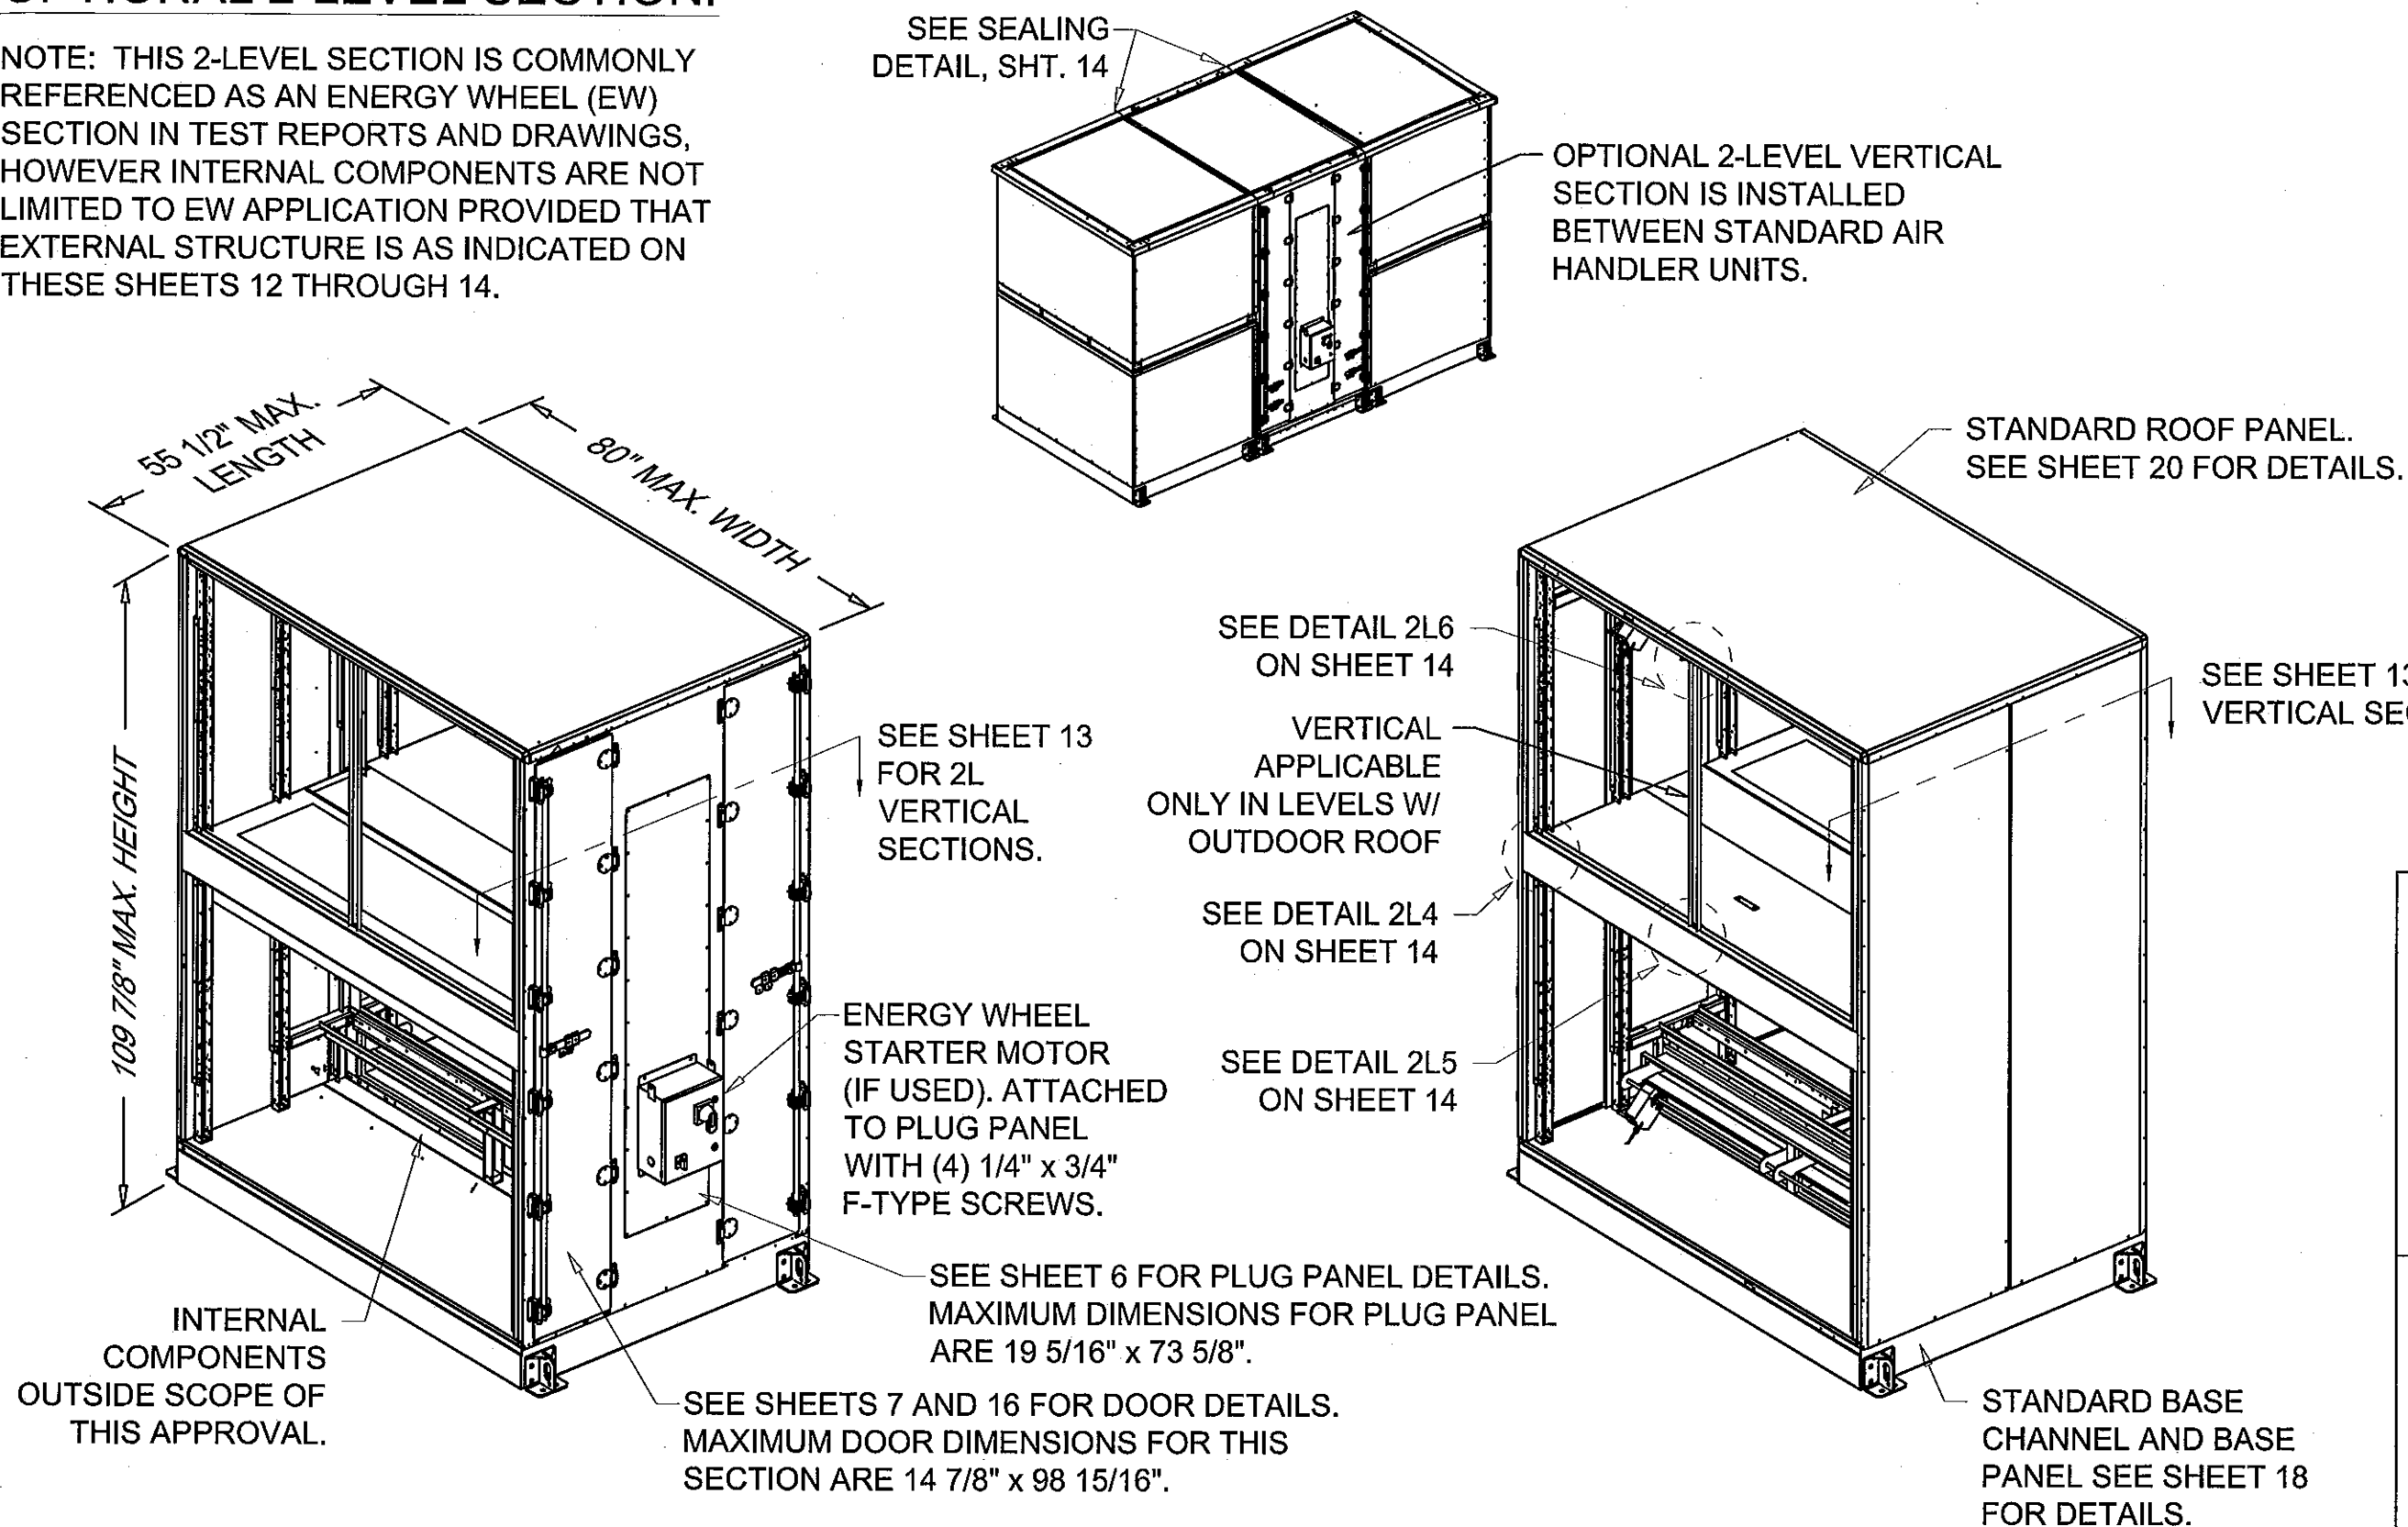 OPTIONAL 2-LEVEL SECTION:
NOTE: THIS 2-LEVEL SECTION IS COMMONLY
REFERENCED AS AN ENERGY WHEEL (EW)
SECTION IN TEST REPORTS AND DRAWINGS,
HOWEVER INTERNAL COMPONENTS ARE NOT
LIMITED TO EW APPLICATION PROVIDED THAT
EXTERNAL STRUCTURE IS AS INDICATED ON
THESE SHEETS 12 THROUGH 14.
SEE SEALING
DETAIL, SHT. 14
OPTIONAL 2-LEVEL VERTICAL
SECTION IS INSTALLED
BETWEEN STANDARD AIR
HANDLER UNITS.
55 1/2" MAX.
LENGTH
80" MAX. WIDTH
109 7/8" MAX. HEIGHT
SEE SHEET 13
FOR 2L
VERTICAL
SECTIONS.
ENERGY WHEEL
STARTER MOTOR
(IF USED). ATTACHED
TO PLUG PANEL
WITH (4) 1/4" x 3/4"
F-TYPE SCREWS.
SEE SHEET 6 FOR PLUG PANEL DETAILS.
MAXIMUM DIMENSIONS FOR PLUG PANEL
ARE 19 5/16" x 73 5/8".
SEE SHEETS 7 AND 16 FOR DOOR DETAILS.
MAXIMUM DOOR DIMENSIONS FOR THIS
SECTION ARE 14 7/8" x 98 15/16".
INTERNAL
COMPONENTS
OUTSIDE SCOPE OF
THIS APPROVAL.
STANDARD ROOF PANEL.
SEE SHEET 20 FOR DETAILS.
SEE DETAIL 2L6
ON SHEET 14
VERTICAL
APPLICABLE
ONLY IN LEVELS W/
OUTDOOR ROOF
SEE DETAIL 2L4
ON SHEET 14
SEE DETAIL 2L5
ON SHEET 14
SEE SHEET 13
VERTICAL
STANDARD BASE
CHANNEL AND BASE
PANEL SEE SHEET 18
FOR DETAILS.